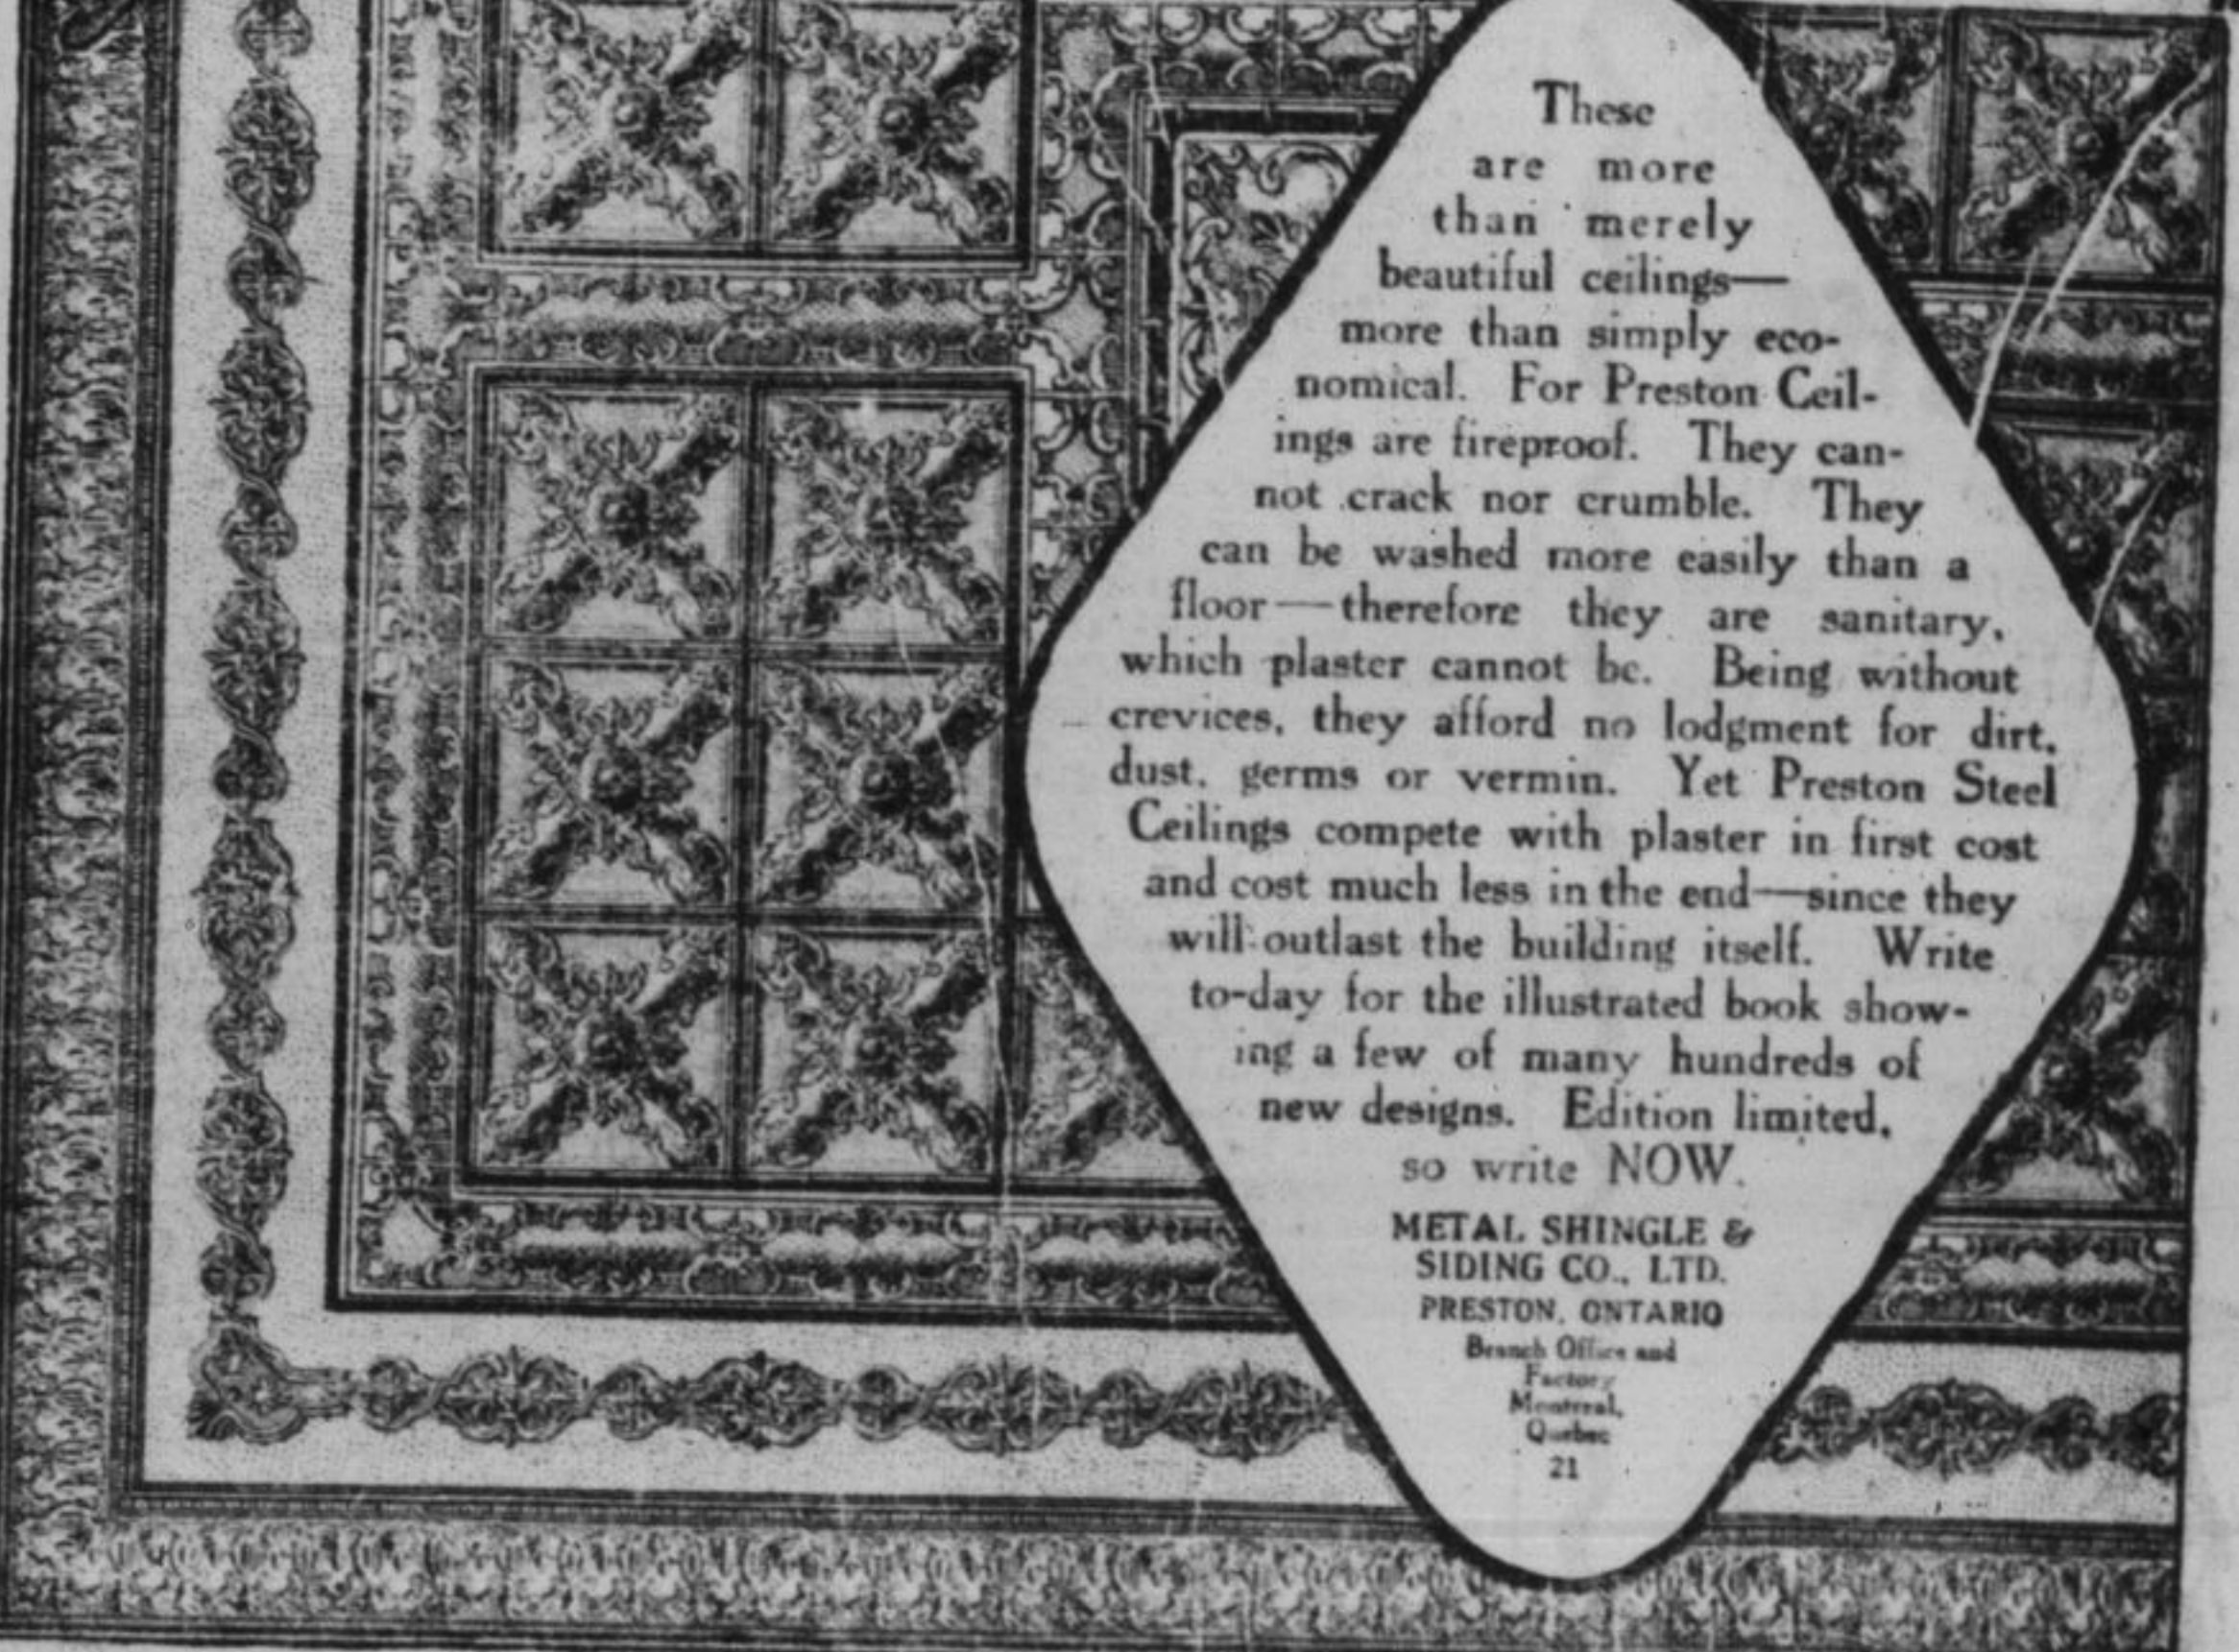 These
are more
than merely
beautiful ceilings—
more than simply eco-
nomical. For Preston Ceil-
ings are fireproof. They can-
not crack nor crumble. They
can be washed more easily than a
floor—therefore they are sanitary,
which plaster cannot be. Being without
crevices, they afford no lodgment for dirt,
dust, germs or vermin. Yet Preston Steel
Ceilings compete with plaster in first cost
and cost much less in the end—since they
will outlast the building itself. Write
to-day for the illustrated book show-
ing a few of many hundreds of
new designs. Edition limited,
so write NOW.
METAL SHINGLE &
SIDING CO., LTD.
PRESTON, ONTARIO
Branch Office and
Factory
Montreal,
Quebec
21